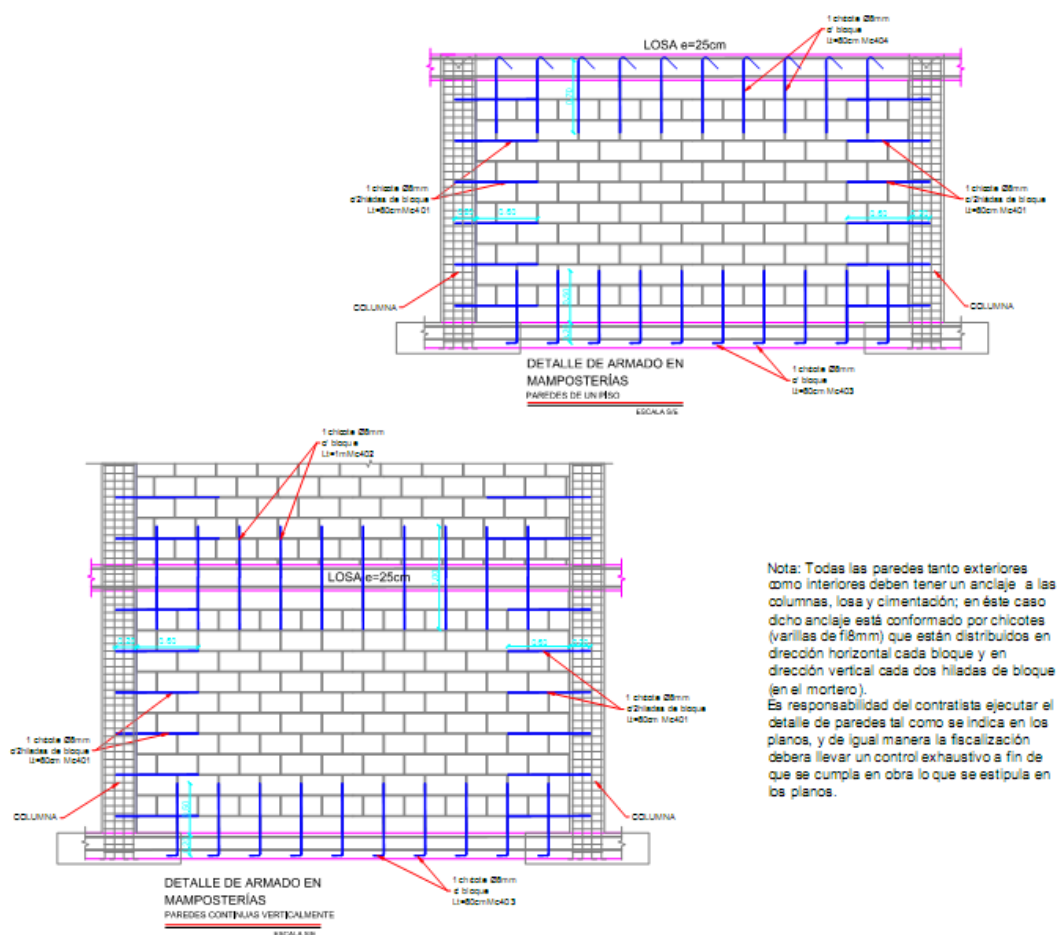 1 chicote Ø8mm
c/ bloque
Lt=80cm Mc404
LOSA e=25cm
1 chicote Ø8mm
c/2hiladas de bloque
Lt=80cmMc401
1 chicote Ø8mm
c/2hiladas de bloque
Lt=80cm Mc401
COLUMNA
COLUMNA
DETALLE DE ARMADO EN
MAMPOSTERÍAS
PAREDES DE UN PISO
ESCALA S/E
1 chicote Ø8mm
c/ bloque
Lt=80cm Mc403
1 chicote Ø8mm
c/ bloque
Lt=1mMc402
LOSA e=25cm
1 chicote Ø8mm
c/2hiladas de bloque
Lt=80cm Mc401
1 chicote Ø8mm
c/2hiladas de bloque
Lt=80cm Mc401
COLUMNA
COLUMNA
1 chicote Ø8mm
c/ bloque
Lt=80cmMc403
DETALLE DE ARMADO EN
MAMPOSTERÍAS
PAREDES CONTINUAS VERTICALMENTE
ESCALA S/E
Nota: Todas las paredes tanto exteriores
como interiores deben tener un anclaje a las
columnas, losa y cimentación; en éste caso
dicho anclaje está conformado por chicotes
(varillas de fi8mm) que están distribuidos en
dirección horizontal cada bloque y en
dirección vertical cada dos hiladas de bloque
(en el mortero).
Es responsabilidad del contratista ejecutar el
detalle de paredes tal como se indica en los
planos, y de igual manera la fiscalización
debera llevar un control exhaustivo a fin de
que se cumpla en obra lo que se estipula en
los planos.